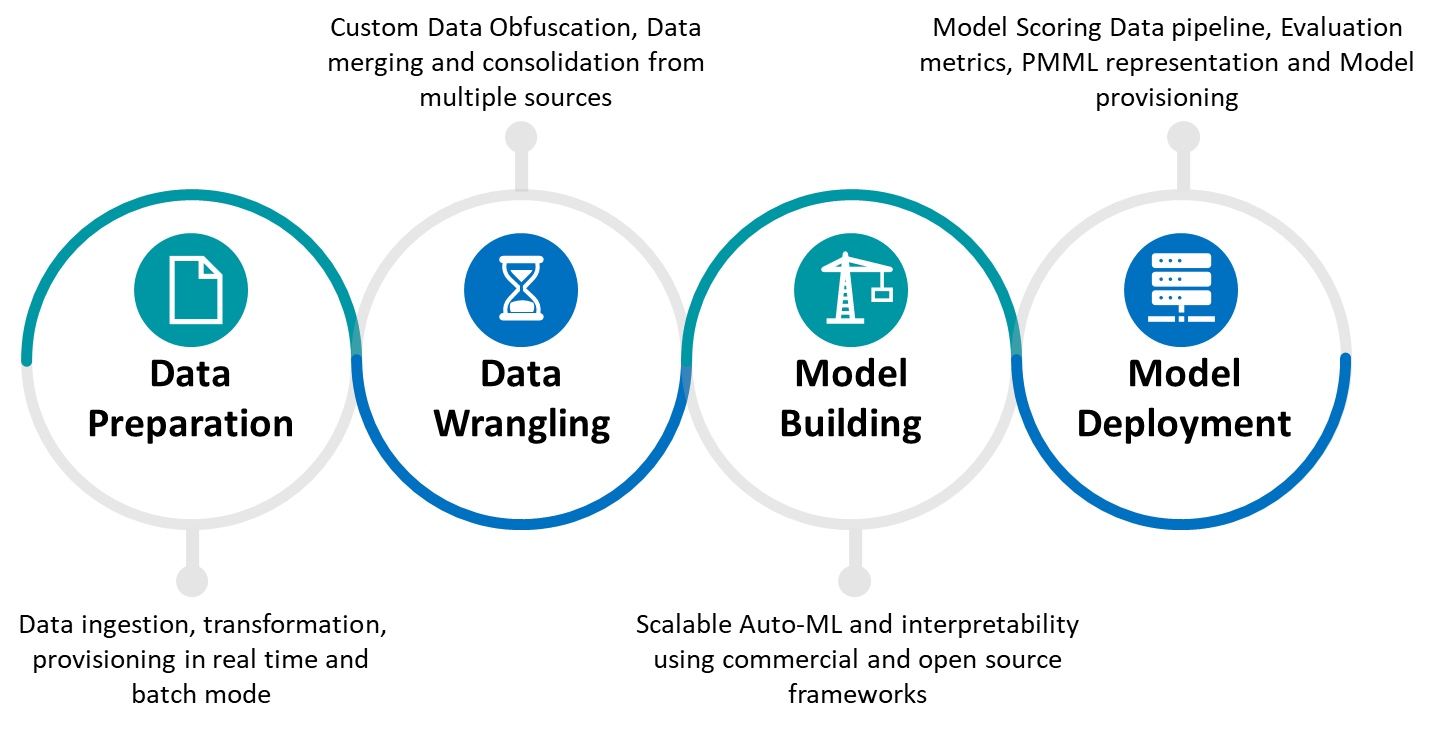 Custom Data Obfuscation, Data
merging and consolidation from
multiple sources
Model Scoring Data pipeline, Evaluation
metrics, PMML representation and Model
provisioning
Data
Preparation
Data
Wrangling
Model
Building
Model
Deployment
Data ingestion, transformation,
provisioning in real time and
batch mode
Scalable Auto-ML and interpretability
using commercial and open source
frameworks